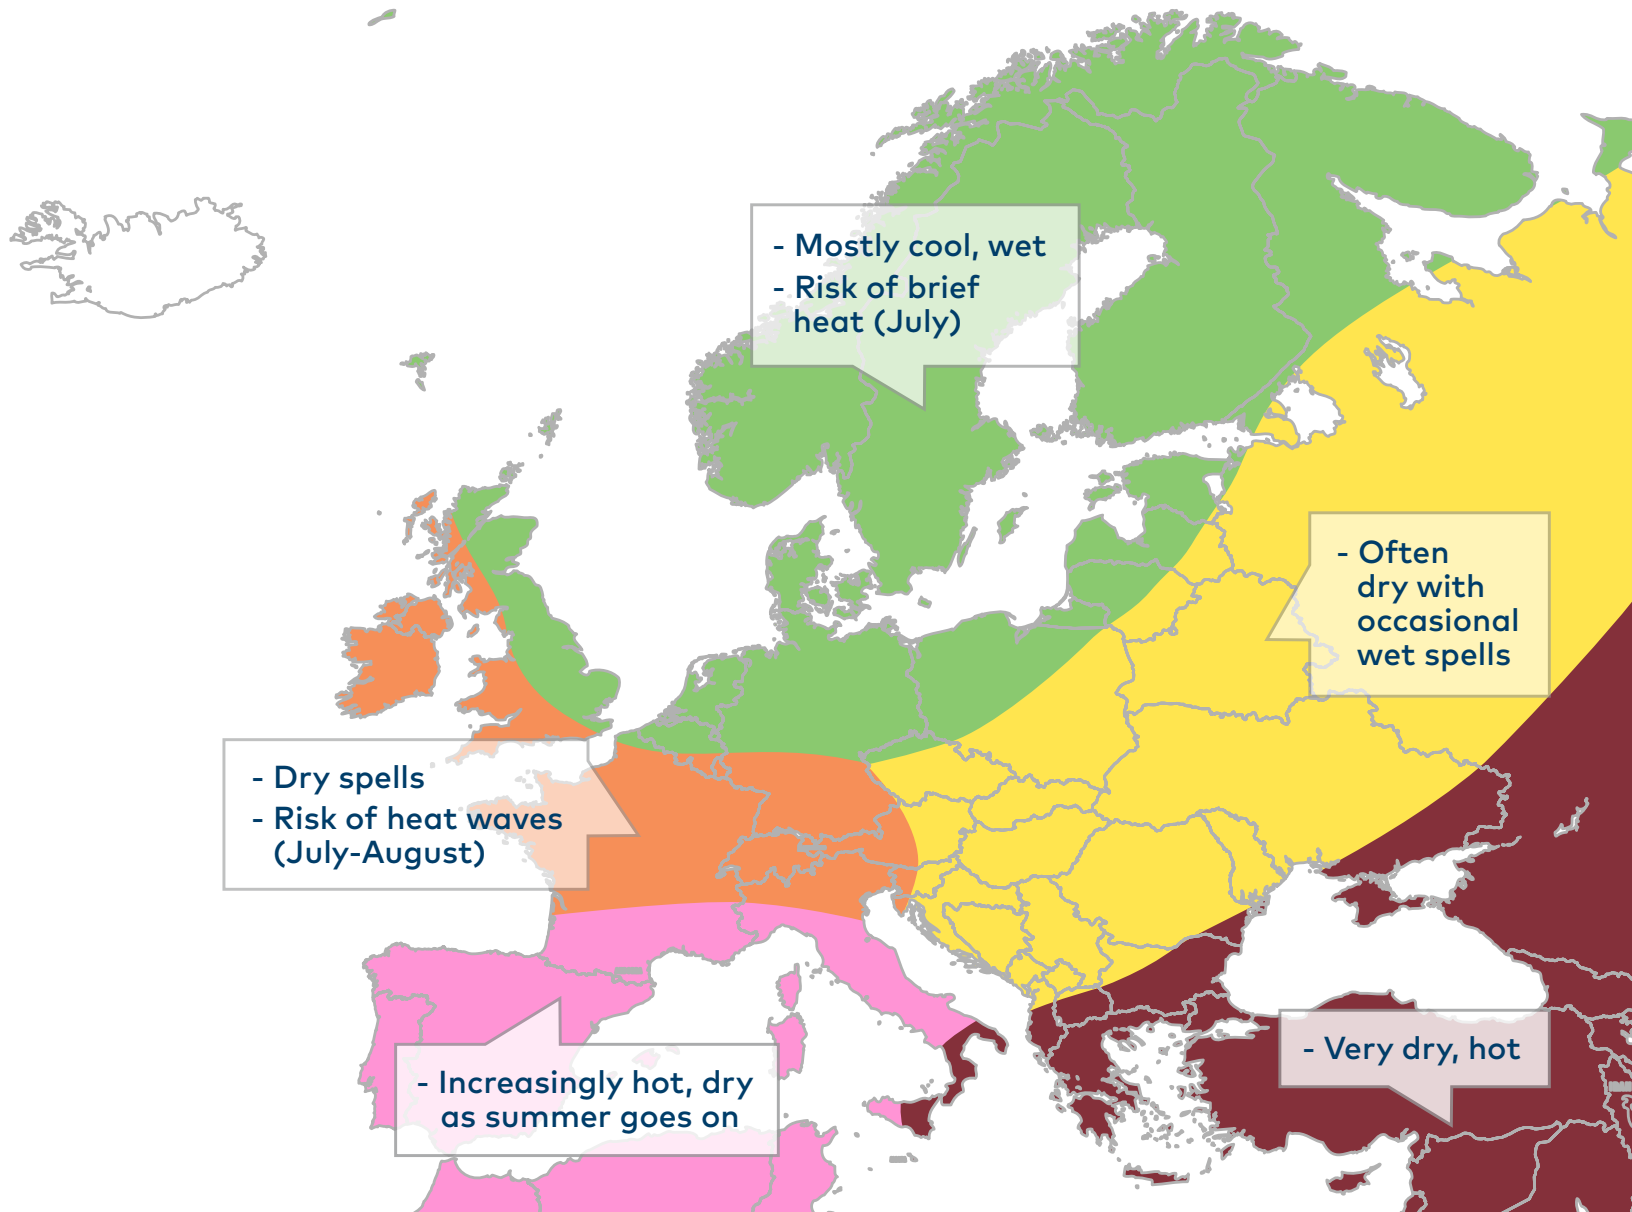 - Mostly cool, wet
- Risk of brief
heat (July)
- Often
dry with
occasional
wet spells
- Dry spells
- Risk of heat waves
(July-August)
- Very dry, hot
- Increasingly hot, dry
as summer goes on